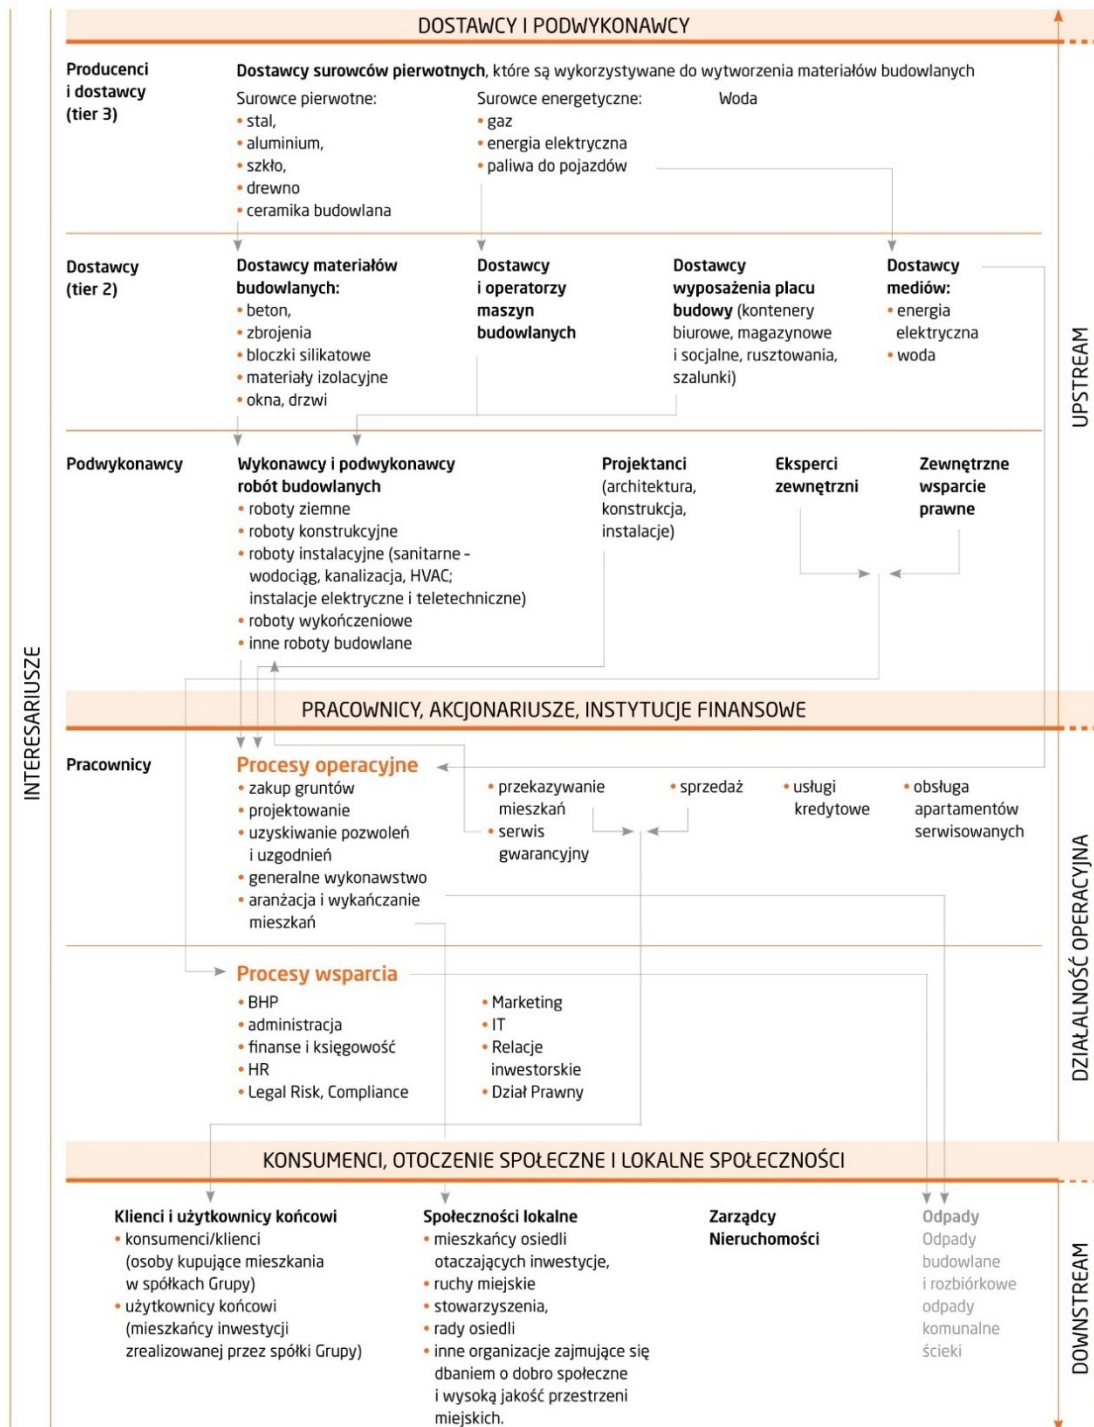 DOSTAWCY I PODWYKONAWCY
Producenci
i dostawcy
(tier 3)
Dostawcy surowców pierwotnych, które są wykorzystywane do wytworzenia materiałów budowlanych
Surowce pierwotne:
• stal,
• aluminium,
• szkło,
• drewno
• ceramika budowlana
Surowce energetyczne:
• gaz
• energia elektryczna
• paliwa do pojazdów
Woda
Dostawcy
(tier 2)
Dostawcy materiałów
budowlanych:
• beton,
• zbrojenia
• bloczki silikatowe
• materiały izolacyjne
• okna, drzwi
Dostawcy
i operatorzy
maszyn
budowlanych
Dostawcy
wyposażenia placu
budowy (kontenery
biurowe, magazynowe
i socjalne, rusztowania,
szalunki)
Dostawcy
mediów:
• energia
elektryczna
• woda
UPSTREAM
Podwykonawcy
Wykonawcy i podwykonawcy
robót budowlanych
• roboty ziemne
• roboty konstrukcyjne
• roboty instalacyjne (sanitarne –
wodociąg, kanalizacja, HVAC;
instalacje elektryczne i teletechniczne)
• roboty wykończeniowe
• inne roboty budowlane
Projektanci
(architektura,
konstrukcja,
instalacje)
Eksperci
zewnętrzni
Zewnętrzne
wsparcie
prawne
INTERESARIUSZE
PRACOWNICY, AKCJONARIUSZE, INSTYTUCJE FINANSOWE
Pracownicy
Procesy operacyjne
• zakup gruntów
• projektowanie
• uzyskiwanie pozwoleń
i uzgodnień
• generalne wykonawstwo
• aranżacja i wykańczanie
mieszkań
• przekazywanie
mieszkań
• serwis
gwarancyjny
• sprzedaż
• usługi
kredytowe
• obsługa
apartamentów
serwisowanych
DZIAŁALNOŚĆ OPERACYJNA
Procesy wsparcia
• BHP
• administracja
• finanse i księgowość
• HR
• Legal Risk, Compliance
• Marketing
• IT
• Relacje
inwestorskie
• Dział Prawny
KONSUMENCI, OTOCZENIE SPOŁECZNE I LOKALNE SPOŁECZNOŚCI
Klienci i użytkownicy końcowi
• konsumenci/klienci
(osoby kupujące mieszkania
w spółkach Grupy)
• użytkownicy końcowi
(mieszkańcy inwestycji
zrealizowanej przez spółki Grupy)
Społeczności lokalne
• mieszkańcy osiedli
otaczających inwestycje,
• ruchy miejskie
• stowarzyszenia,
• rady osiedli
• inne organizacje zajmujące się
dbaniem o dobro społeczne
i wysoką jakość przestrzeni
miejskich.
Zarządcy
Nieruchomości
Odpady
Odpady
budowlane
i rozbiórkowe
odpady
komunalne
ścieki
DOWNSTREAM